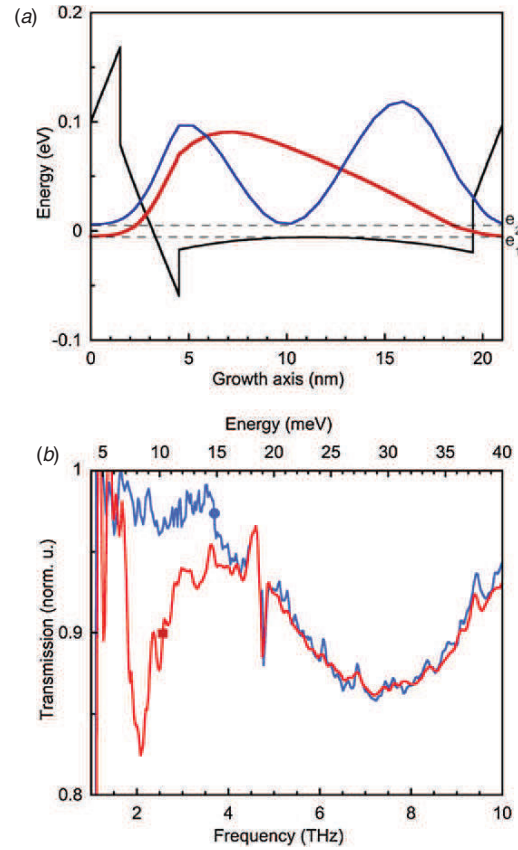 (a)
0.2
0.1
0
-0.1
Energy (eV)
e2
e1
0 5 10 15 20
Growth axis (nm)
Energy (meV)
(b)
5 10 15 20 25 30 35 40
1
0.9
0.8
Transmission (norm. u.)
2 4 6 8 10
Frequency (THz)